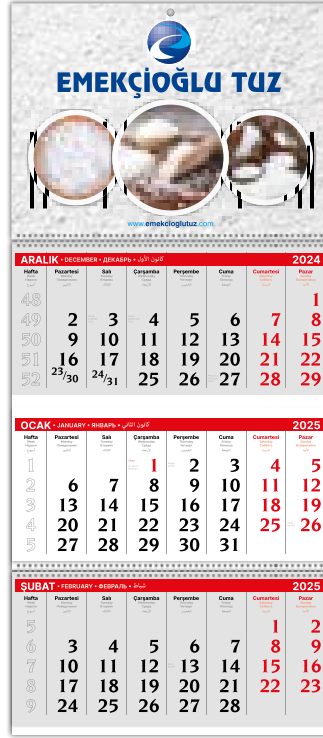 EMEKÇİOĞLU TUZ
www.emekcioglutuz.com
ARALIK • DECEMBER • ДЕКАБРЬ • كانون الأول 2024
Hafta Pazartesi Salı Çarşamba Perşembe Cuma Cumartesi Pazar
48 1
49 2 3 4 5 6 7 8
50 9 10 11 12 13 14 15
51 16 17 18 19 20 21 22
52 23/30 24/31 25 26 27 28 29
OCAK • JANUARY • ЯНВАРЬ • كانون الثاني 2025
Hafta Pazartesi Salı Çarşamba Perşembe Cuma Cumartesi Pazar
1 1 2 3 4 5
2 6 7 8 9 10 11 12
3 13 14 15 16 17 18 19
4 20 21 22 23 24 25 26
5 27 28 29 30 31
ŞUBAT • FEBRUARY • ФЕВРАЛЬ • شباط 2025
Hafta Pazartesi Salı Çarşamba Perşembe Cuma Cumartesi Pazar
5 1 2
6 3 4 5 6 7 8 9
7 10 11 12 13 14 15 16
8 17 18 19 20 21 22 23
9 24 25 26 27 28